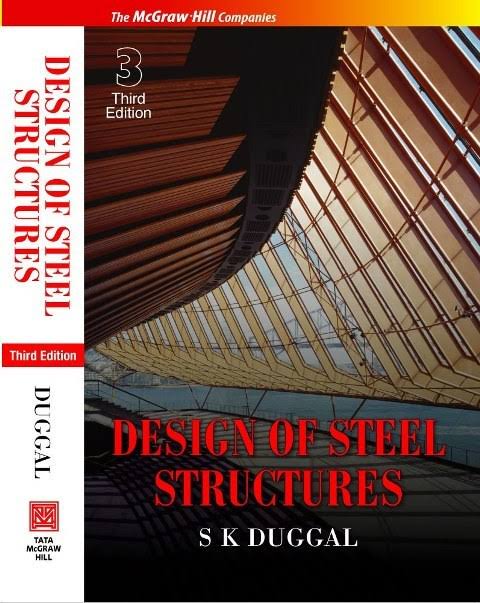 The McGraw·Hill Companies
3
Third
Edition
DESIGN OF STEEL
STRUCTURES
S K DUGGAL
DESIGN OF STEEL
STRUCTURES
Third Edition
DUGGAL
TATA
McGRAW
HILL